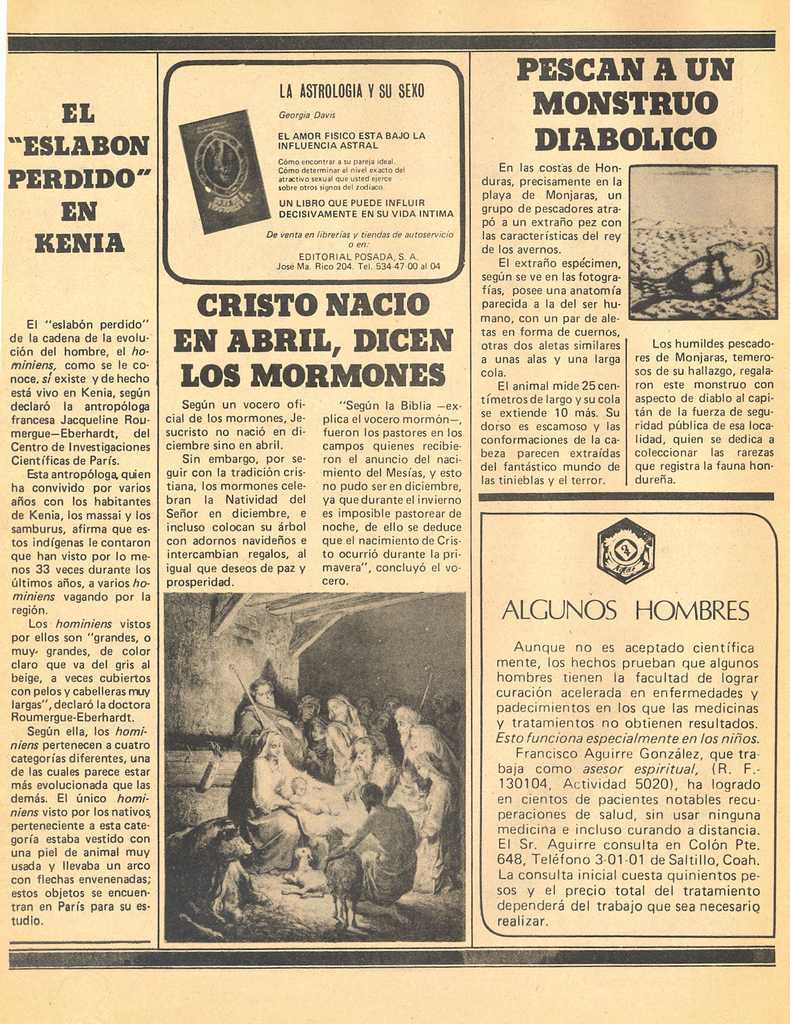 EL
"ESLABON
PERDIDO"
EN
KENIA
El "eslabón perdido"
de la cadena de la evolu-
ción del hombre, el ho-
miniens, como se le co-
noce, sí existe y de hecho
está vivo en Kenia, según
declaró la antropóloga
francesa Jacqueline Rou-
mergue—Eberhardt, del
Centro de Investigaciones
Científicas de París.
Esta antropóloga, quien
ha convivido por varios
años con los habitantes
de Kenia, los massai y los
samburus, afirma que es-
tos indígenas le contaron
que han visto por lo me-
nos 33 veces durante los
últimos años, a varios ho-
miniens vagando por la
región.
Los hominiens vistos
por ellos son "grandes, o
muy- grandes, de color
claro que va del gris al
beige, a veces cubiertos
con pelos y cabelleras muy
largas", declaró la doctora
Roumergue-Eberhardt.
Según ella, los homi-
niens pertenecen a cuatro
categorías diferentes, una
de las cuales parece estar
más evolucionada que las
demás. El único homi-
niens visto por los nativos
perteneciente a esta cate-
goría estaba vestido con
una piel de animal muy
usada y llevaba un arco
con flechas envenenadas;
estos objetos se encuen-
tran en París para su es-
tudio.
LA ASTROLOGIA Y SU SEXO
Georgia Davis
EL AMOR FISICO ESTA BAJO LA
INFLUENCIA ASTRAL
Cómo encontrar a su pareja ideal.
Cómo determinar el nivel exacto del
atractivo sexual que usted ejerce
sobre otros signos del zodiaco.
UN LIBRO QUE PUEDE INFLUIR
DECISIVAMENTE EN SU VIDA INTIMA
De venta en librerías y tiendas de autoservicio
o en:
EDITORIAL POSADA, S. A.
José Ma. Rico 204. Tel. 534-47-00 al 04
CRISTO NACIO
EN ABRIL, DICEN
LOS MORMONES
Según un vocero ofi-
cial de los mormones, Je-
sucristo no nació en di-
ciembre sino en abril.
Sin embargo, por se-
guir con la tradición cris-
tiana, los mormones cele-
bran la Natividad del
Señor en diciembre, e
incluso colocan su árbol
con adornos navideños e
intercambian regalos, al
igual que deseos de paz y
prosperidad.
"Según la Biblia —ex-
plica el vocero mormón—,
fueron los pastores en los
campos quienes recibie-
ron el anuncio del naci-
miento del Mesías, y esto
no pudo ser en diciembre,
ya que durante el invierno
es imposible pastorear de
noche, de ello se deduce
que el nacimiento de Cris-
to ocurrió durante la pri-
mavera", concluyó el vo-
cero.
PESCAN A UN
MONSTRUO
DIABOLICO
En las costas de Hon-
duras, precisamente en la
playa de Monjaras, un
grupo de pescadores atra-
pó a un extraño pez con
las características del rey
de los avernos.
El extraño espécimen,
según se ve en las fotogra-
fías, posee una anatomía
parecida a la del ser hu-
mano, con un par de ale-
tas en forma de cuernos,
otras dos aletas similares
a unas alas y una larga
cola.
El animal mide 25 cen-
tímetros de largo y su cola
se extiende 10 más. Su
dorso es escamoso y las
conformaciones de la ca-
beza parecen extraídas
del fantástico mundo de
las tinieblas y el terror.
Los humildes pescado-
res de Monjaras, temero-
sos de su hallazgo, regala-
ron este monstruo con
aspecto de diablo al capi-
tán de la fuerza de segu-
ridad pública de esa loca-
lidad, quien se dedica a
coleccionar las rarezas
que registra la fauna hon-
dureña.
ALGUNOS HOMBRES
Aunque no es aceptado científica
mente, los hechos prueban que algunos
hombres tienen la facultad de lograr
curación acelerada en enfermedades y
padecimientos en los que las medicinas
y tratamientos no obtienen resultados.
Esto funciona especialmente en los niños.
Francisco Aguirre González, que tra-
baja como asesor espiritual, (R. F.-
130104, Actividad 5020), ha logrado
en cientos de pacientes notables recu-
peraciones de salud, sin usar ninguna
medicina e incluso curando a distancia.
El Sr. Aguirre consulta en Colón Pte.
648, Teléfono 3-01-01 de Saltillo, Coah.
La consulta inicial cuesta quinientos pe-
sos y el precio total del tratamiento
dependerá del trabajo que sea necesario
realizar.